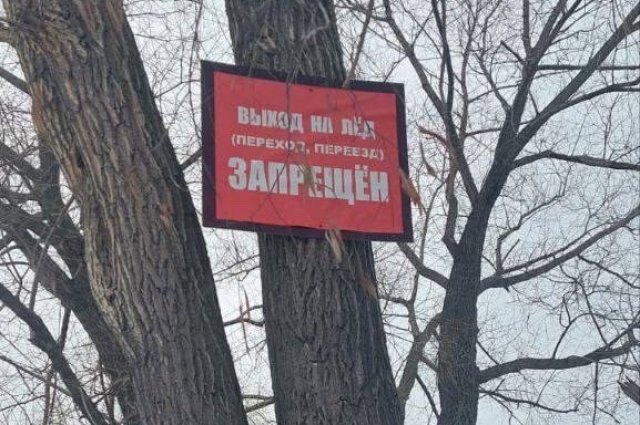 ВЫХОД НА ЛЁД
(ПЕРЕХОД, ПЕРЕЕЗД)
ЗАПРЕЩЁН